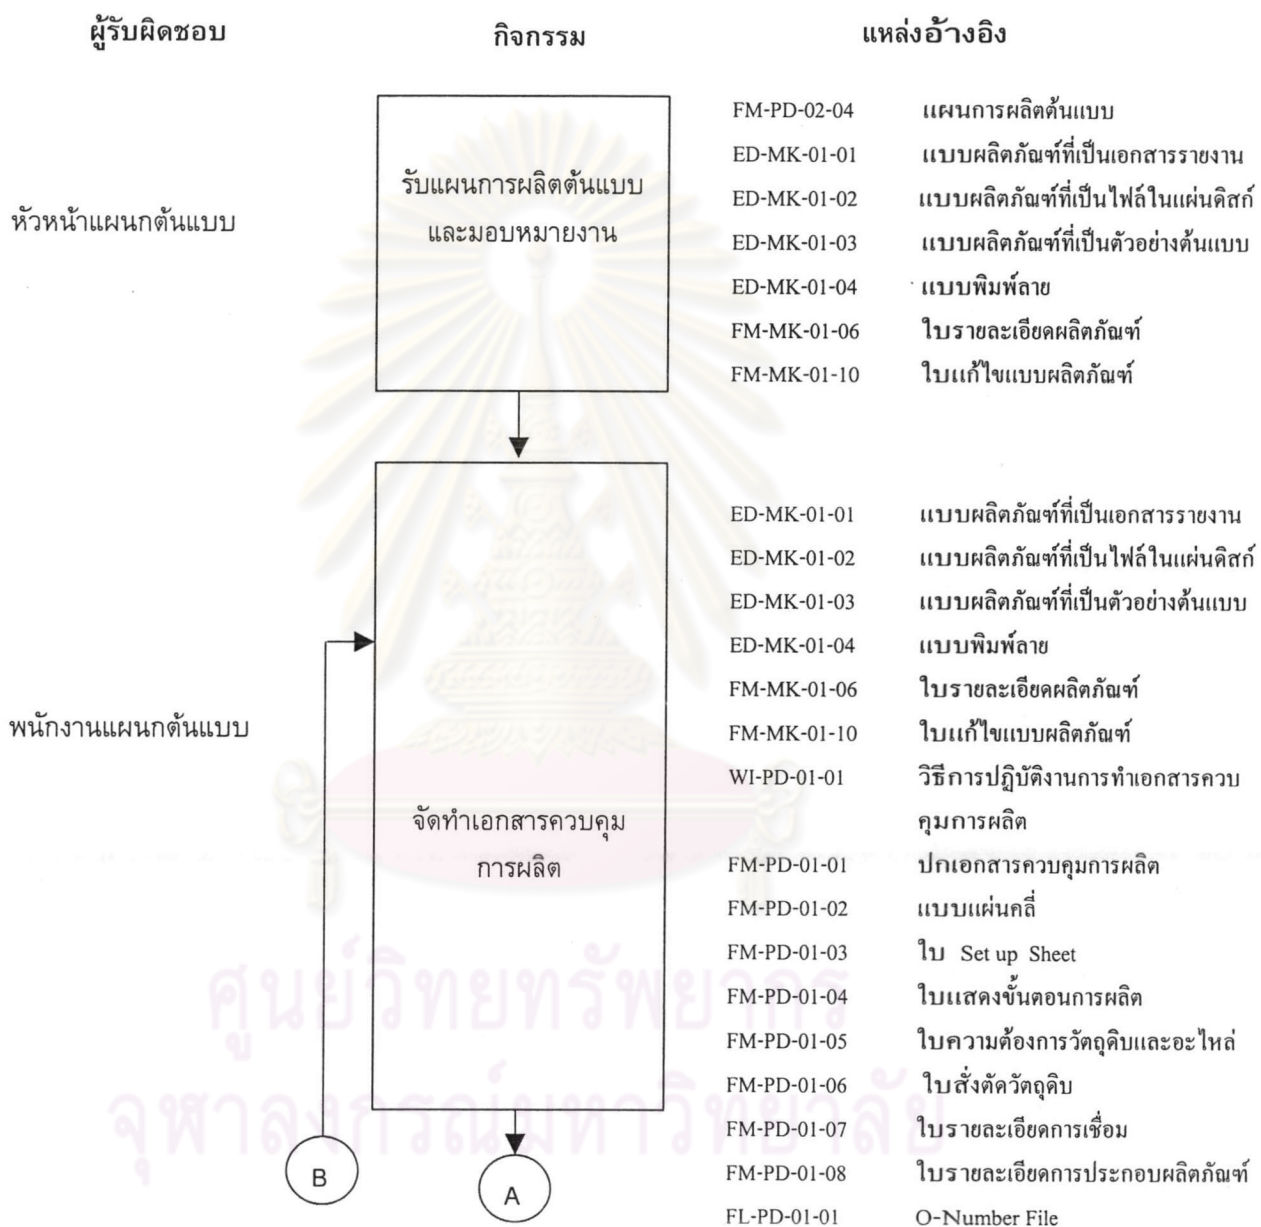 ผู้รับผิดชอบ กิจกรรม แหล่งอ้างอิง
หัวหน้าแผนกต้นแบบ
รับแผนการผลิตต้นแบบ
และมอบหมายงาน
FM-PD-02-04 แผนการผลิตต้นแบบ
ED-MK-01-01 แบบผลิตภัณฑ์ที่เป็นเอกสารรายงาน
ED-MK-01-02 แบบผลิตภัณฑ์ที่เป็นไฟล์ในแผ่นดิสก์
ED-MK-01-03 แบบผลิตภัณฑ์ที่เป็นตัวอย่างต้นแบบ
ED-MK-01-04 แบบพิมพ์ลาย
FM-MK-01-06 ใบรายละเอียดผลิตภัณฑ์
FM-MK-01-10 ใบแก้ไขแบบผลิตภัณฑ์
พนักงานแผนกต้นแบบ
จัดทำเอกสารควบคุม
การผลิต
ED-MK-01-01 แบบผลิตภัณฑ์ที่เป็นเอกสารรายงาน
ED-MK-01-02 แบบผลิตภัณฑ์ที่เป็นไฟล์ในแผ่นดิสก์
ED-MK-01-03 แบบผลิตภัณฑ์ที่เป็นตัวอย่างต้นแบบ
ED-MK-01-04 แบบพิมพ์ลาย
FM-MK-01-06 ใบรายละเอียดผลิตภัณฑ์
FM-MK-01-10 ใบแก้ไขแบบผลิตภัณฑ์
WI-PD-01-01 วิธีการปฏิบัติงานการทำเอกสารควบ
คุมการผลิต
FM-PD-01-01 ปกเอกสารควบคุมการผลิต
FM-PD-01-02 แบบแผ่นคลี่
FM-PD-01-03 ใบ Set up Sheet
FM-PD-01-04 ใบแสดงขั้นตอนการผลิต
FM-PD-01-05 ใบความต้องการวัตถุดิบและอะไหล่
FM-PD-01-06 ใบสั่งตัดวัตถุดิบ
FM-PD-01-07 ใบรายละเอียดการเชื่อม
FM-PD-01-08 ใบรายละเอียดการประกอบผลิตภัณฑ์
FL-PD-01-01 O-Number File
B
A
ศูนย์วิทยทรัพยากร
จุฬาลงกรณ์มหาวิทยาลัย